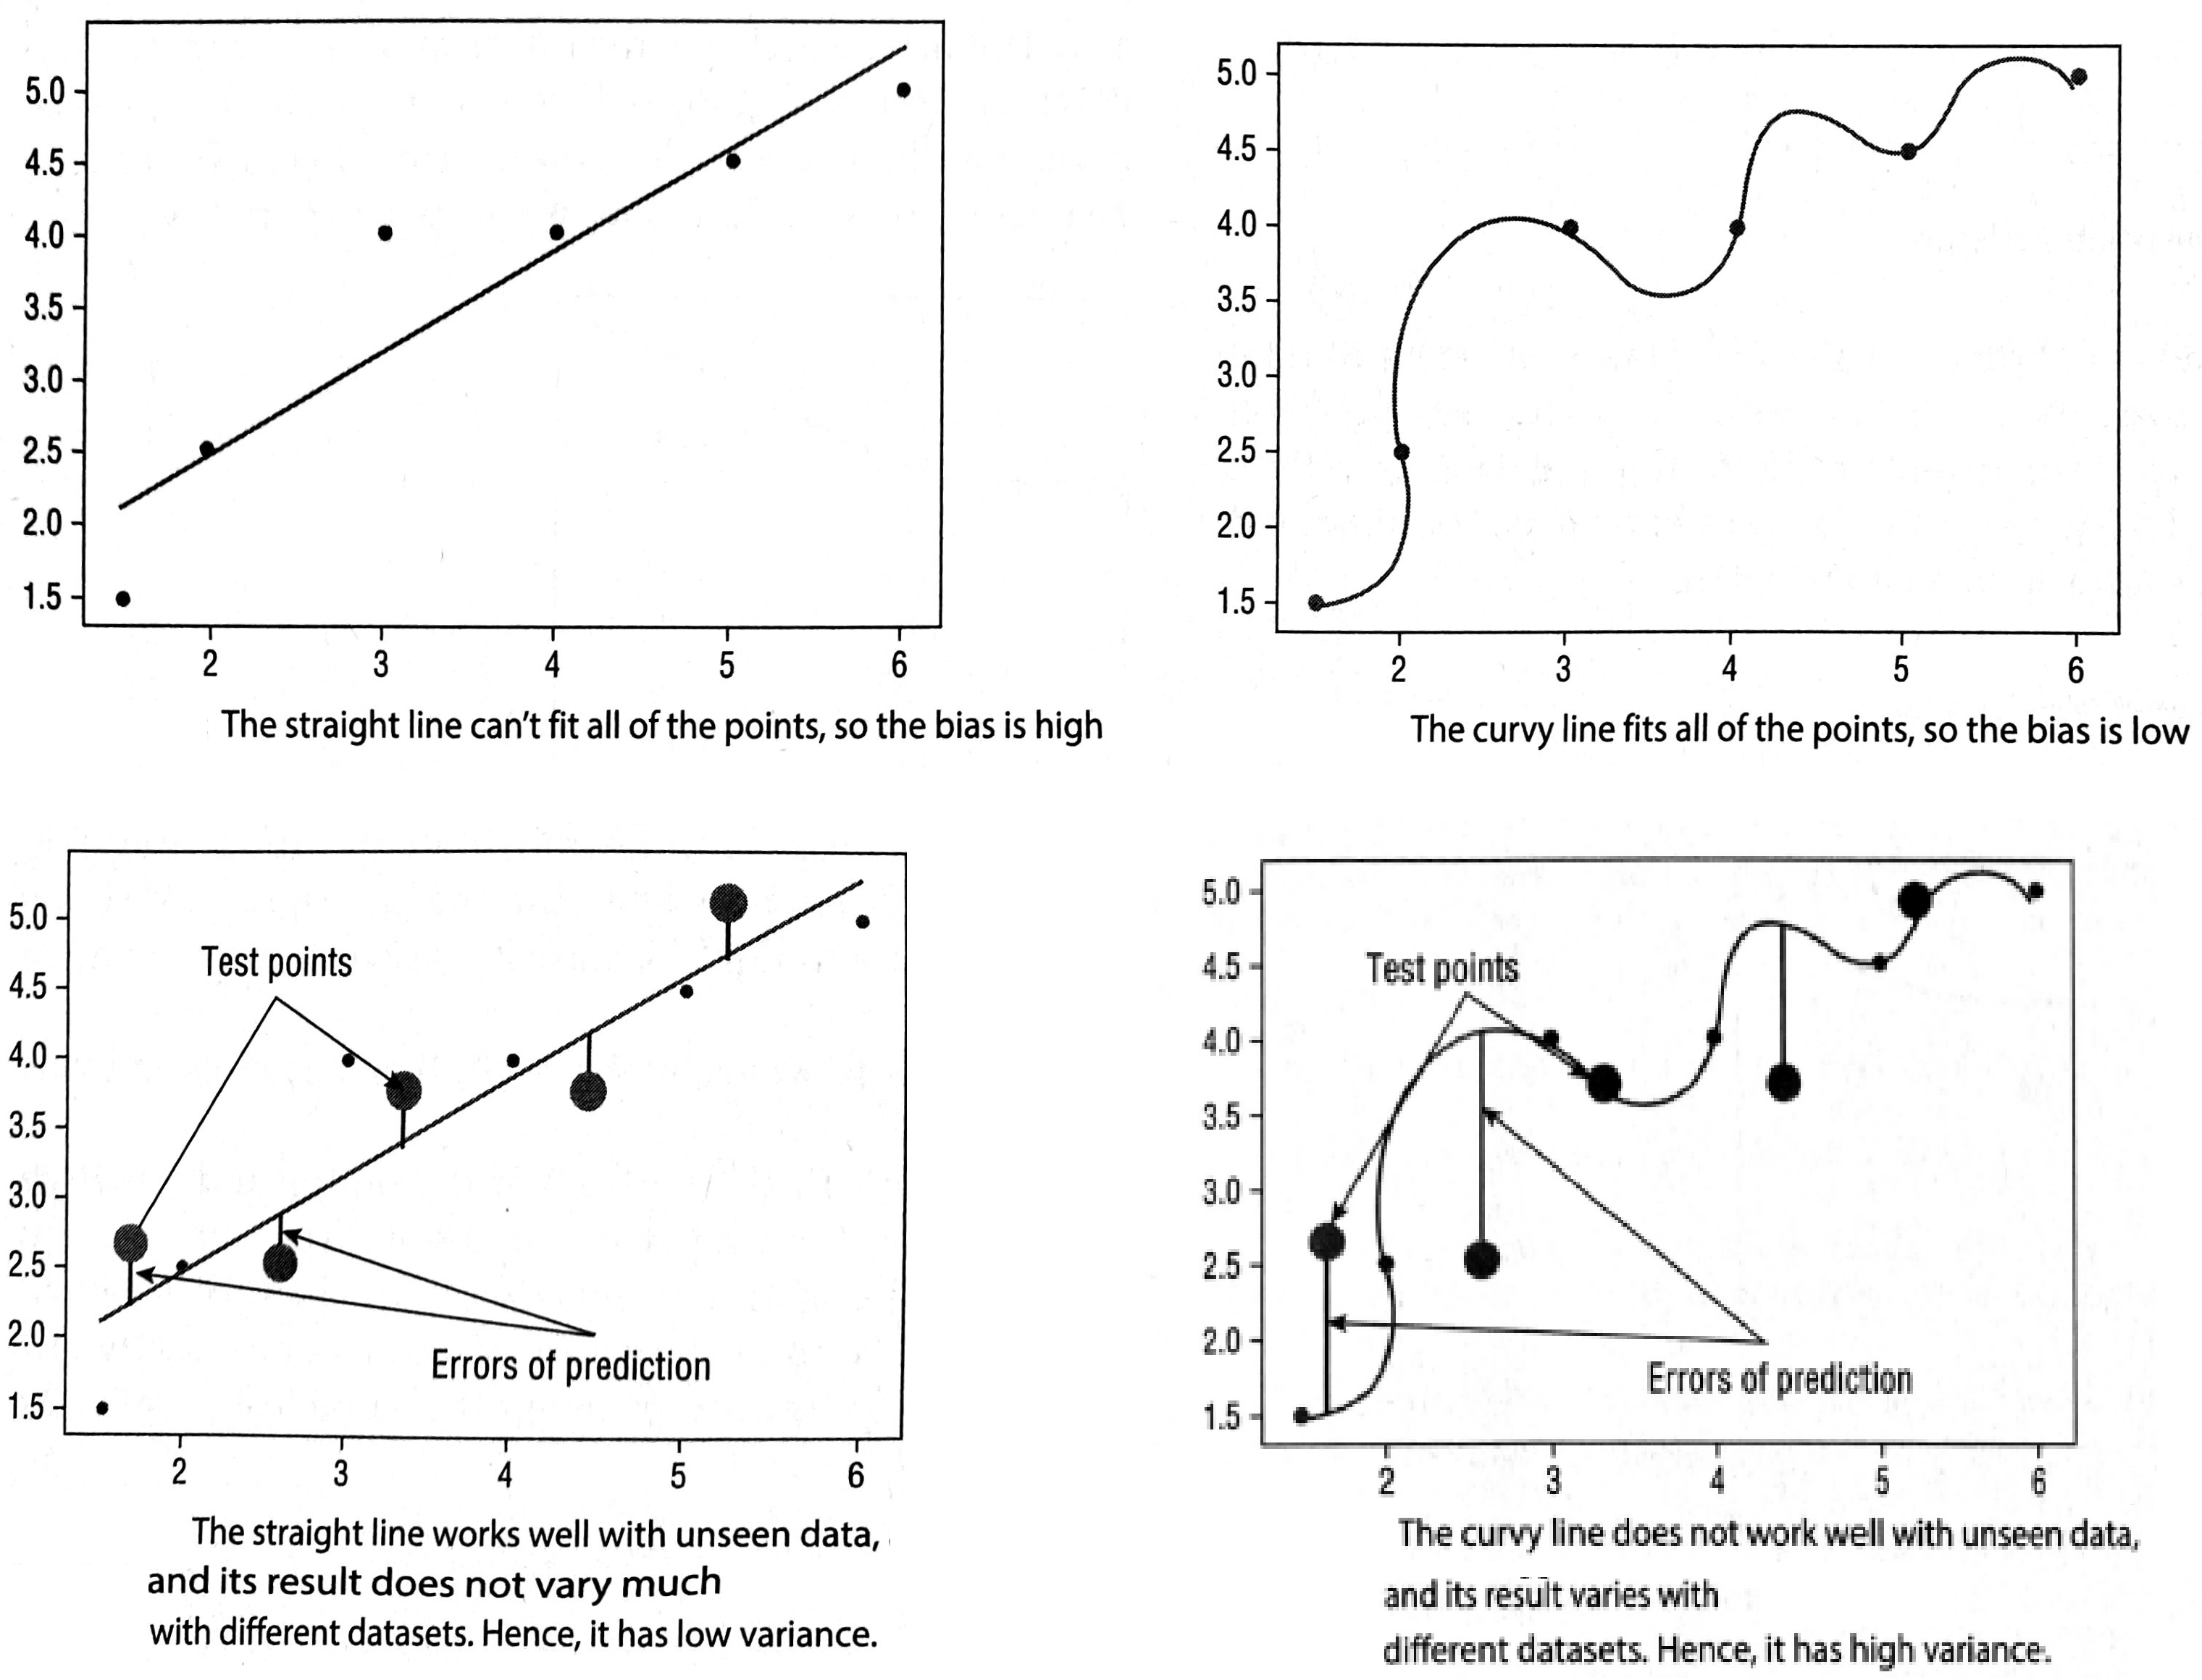 5.0
4.5
4.0
3.5
3.0
2.5
2.0
1.5
2 3 4 5 6
The straight line can't fit all of the points, so the bias is high
5.0
4.5
4.0
3.5
3.0
2.5
2.0
1.5
2 3 4 5 6
The curvy line fits all of the points, so the bias is low
5.0
4.5
4.0
3.5
3.0
2.5
2.0
1.5
Test points
Errors of prediction
2 3 4 5 6
The straight line works well with unseen data,
and its result does not vary much
with different datasets. Hence, it has low variance.
5.0
4.5
4.0
3.5
3.0
2.5
2.0
1.5
Test points
Errors of prediction
2 3 4 5 6
The curvy line does not work well with unseen data,
and its result varies with
different datasets. Hence, it has high variance.